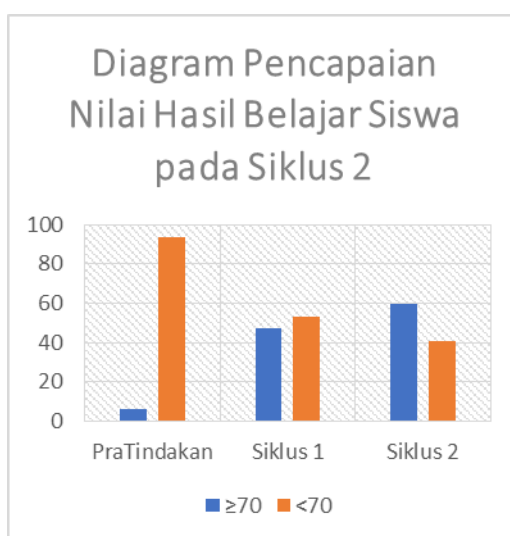 Diagram Pencapaian
Nilai Hasil Belajar Siswa
pada Siklus 2
100
80
60
40
20
0
PraTindakan Siklus 1 Siklus 2
≥70 <70